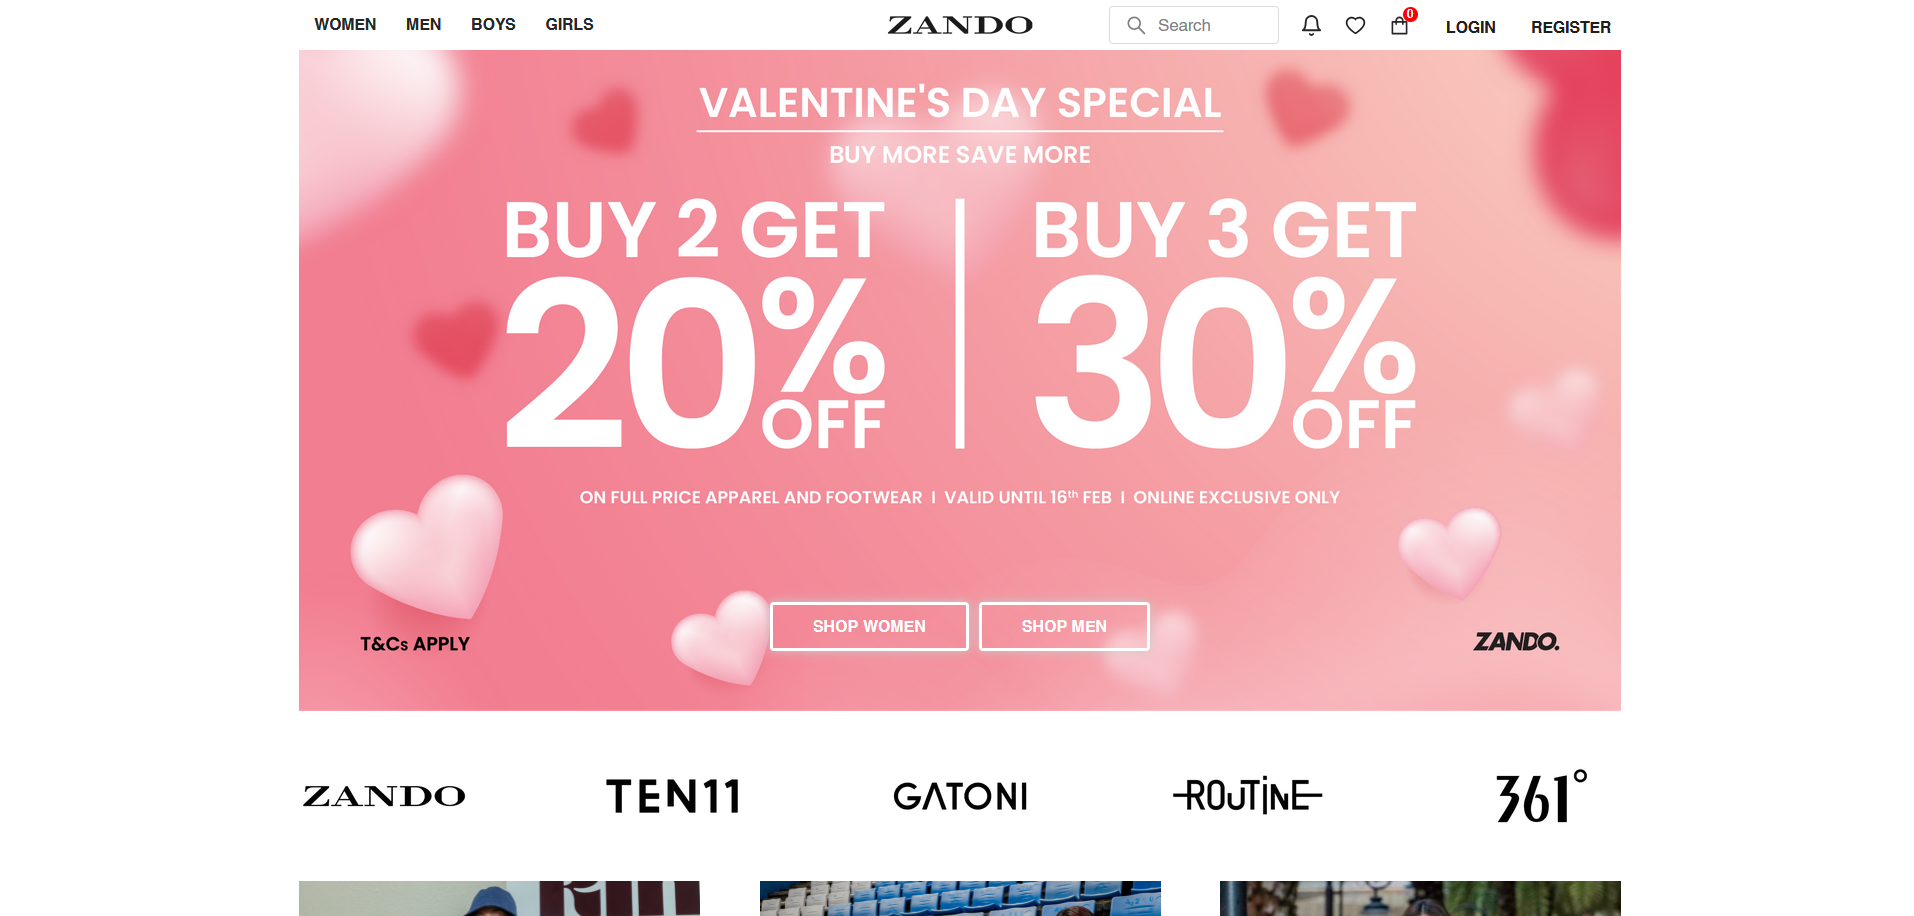 WOMEN MEN BOYS GIRLS ZANDO Search 0 LOGIN REGISTER
VALENTINE'S DAY SPECIAL
BUY MORE SAVE MORE
BUY 2 GET
20% OFF
BUY 3 GET
30% OFF
ON FULL PRICE APPAREL AND FOOTWEAR | VALID UNTIL 16th FEB | ONLINE EXCLUSIVE ONLY
SHOP WOMEN SHOP MEN
T&Cs APPLY ZANDO.
ZANDO TEN11 GATONI ROUTINE 361°